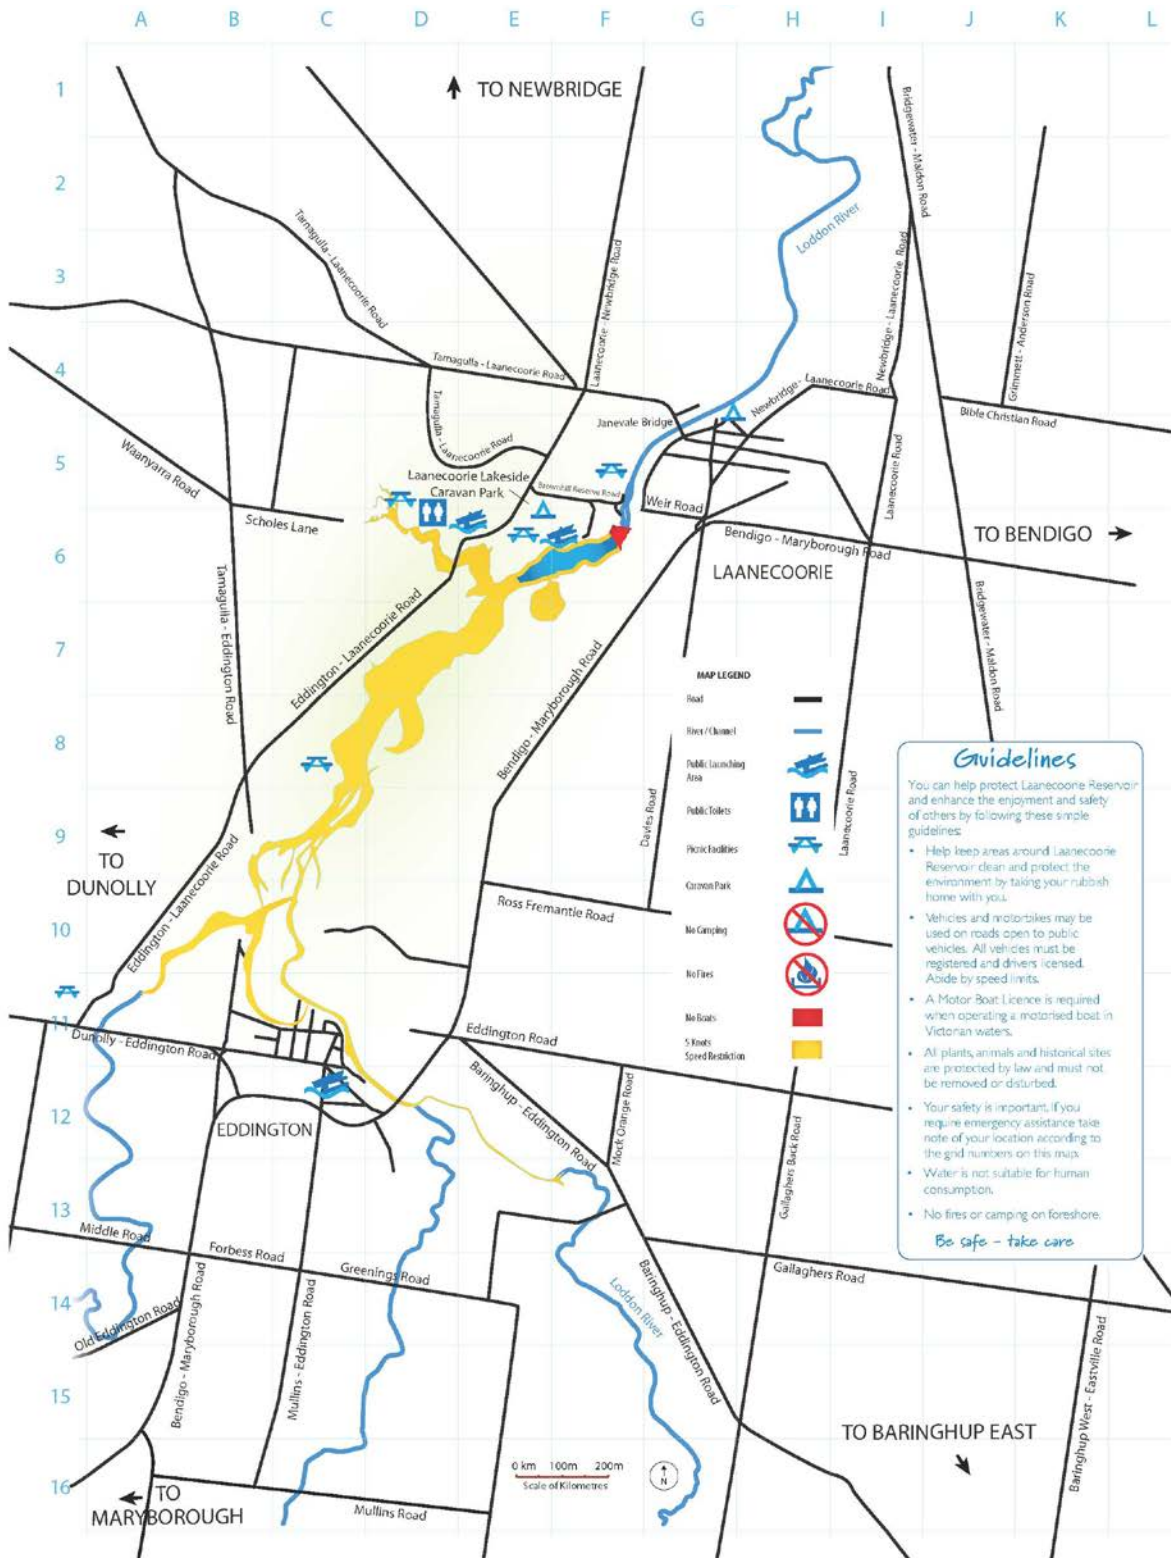 A B C D E F G H I J K L
1
2
3
4
5
6
7
8
9
10
11
12
13
14
15
16
TO NEWBRIDGE
Bridgewater - Maldon Road
Loddon River
Tarnagulla - Laanecoorie Road
Laanecoorie - Newbridge Road
Newbridge - Laanecoorie Road
Grimmett - Anderson Road
Tarnagulla - Laanecoorie Road
Newbridge - Laanecoorie Road
Bible Christian Road
Janevale Bridge
Tarnagulla - Laanecoorie Road
Waanyarra Road
Laanecoorie Lakeside
Caravan Park
Brownhill Reserve Road
Weir Road
Laanecoorie Road
Scholes Lane
Bendigo - Maryborough Road
TO BENDIGO
LAANECOORIE
Tarnagulla - Eddington Road
Eddington - Laanecoorie Road
Bendigo - Maryborough Road
Bridgewater - Maldon Road
MAP LEGEND
Road
River / Channel
Public Launching
Area
Public Toilets
Picnic Facilities
Caravan Park
No Camping
No Fires
No Boats
5 Knots
Speed Restriction
Davies Road
Laanecoorie Road
Guidelines
You can help protect Laanecoorie Reservoir
and enhance the enjoyment and safety
of others by following these simple
guidelines:
• Help keep areas around Laanecoorie
Reservoir clean and protect the
environment by taking your rubbish
home with you.
• Vehicles and motorbikes may be
used on roads open to public
vehicles. All vehicles must be
registered and drivers licensed.
Abide by speed limits.
• A Motor Boat Licence is required
when operating a motorised boat in
Victorian waters.
• All plants, animals and historical sites
are protected by law and must not
be removed or disturbed.
• Your safety is important. If you
require emergency assistance take
note of your location according to
the grid numbers on this map.
• Water is not suitable for human
consumption.
• No fires or camping on foreshore.
Be safe – take care
TO
DUNOLLY
Eddington - Laanecoorie Road
Ross Fremantie Road
Dunolly - Eddington Road
Eddington Road
Baringhup - Eddington Road
Mock Orange Road
Gallaghers Back Road
EDDINGTON
Middle Road
Forbess Road
Greenings Road
Gallaghers Road
Old Eddington Road
Bendigo - Maryborough Road
Mullins - Eddington Road
Loddon River
Baringhup - Eddington Road
Baringhup West - Eastville Road
TO BARINGHUP EAST
0 km 100m 200m
Scale of Kilometres
N
TO
MARYBOROUGH
Mullins Road